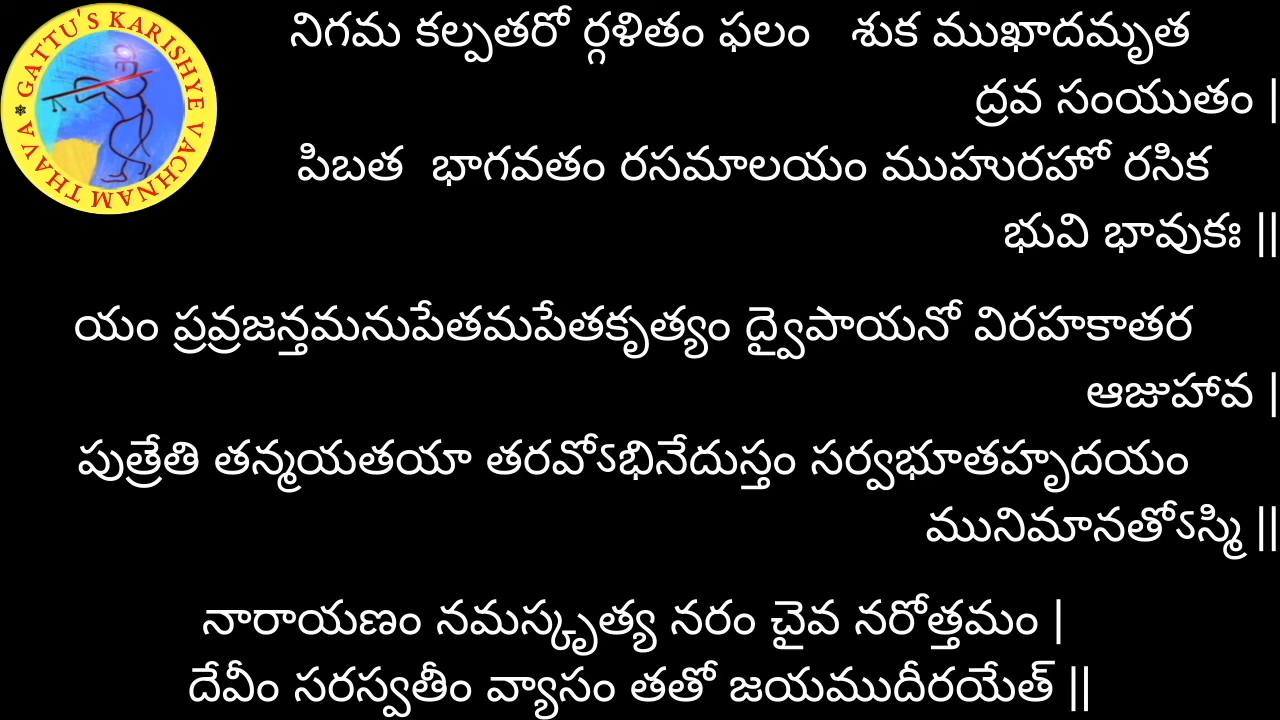 GATTU'S KARISHYE VACHNAM THAVA
నిగమ కల్పతరో ర్గళితం ఫలం శుక ముఖాదమృత
ద్రవ సంయుతం |
పిబత భాగవతం రసమాలయం ముహురహో రసిక
భువి భావుకః ||
యం ప్రవ్రజన్తమనుపేతమపేతకృత్యం ద్వైపాయనో విరహకాతర
ఆజుహావ |
పుత్రేతి తన్మయతయా తరవోఽభినేదుస్తం సర్వభూతహృదయం
మునిమానతోఽస్మి ||
నారాయణం నమస్కృత్య నరం చైవ నరోత్తమం |
దేవీం సరస్వతీం వ్యాసం తతో జయముదీరయేత్ ||